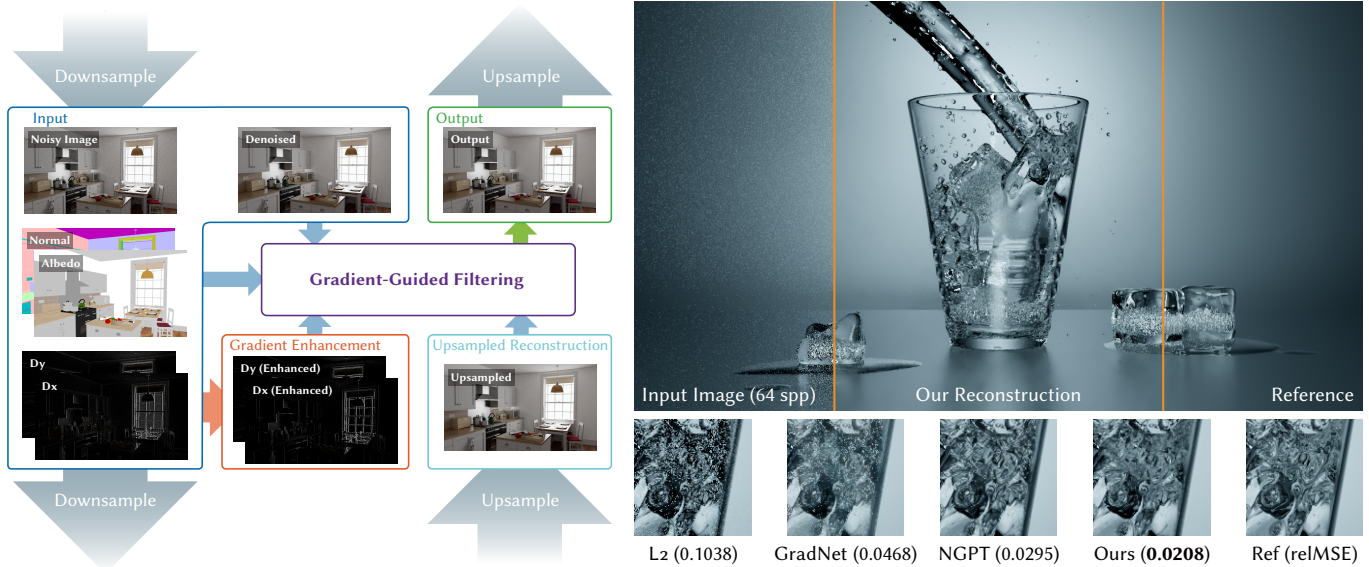 Downsample
Upsample
Input
Output
Noisy Image
Denoised
Output
Normal
Albedo
Gradient-Guided Filtering
Gradient Enhancement
Upsampled Reconstruction
Dy
Dx
Dy (Enhanced)
Dx (Enhanced)
Upsampled
Downsample
Upsample
Input Image (64 spp)
Our Reconstruction
Reference
L2 (0.1038)
GradNet (0.0468)
NGPT (0.0295)
Ours (0.0208)
Ref (relMSE)